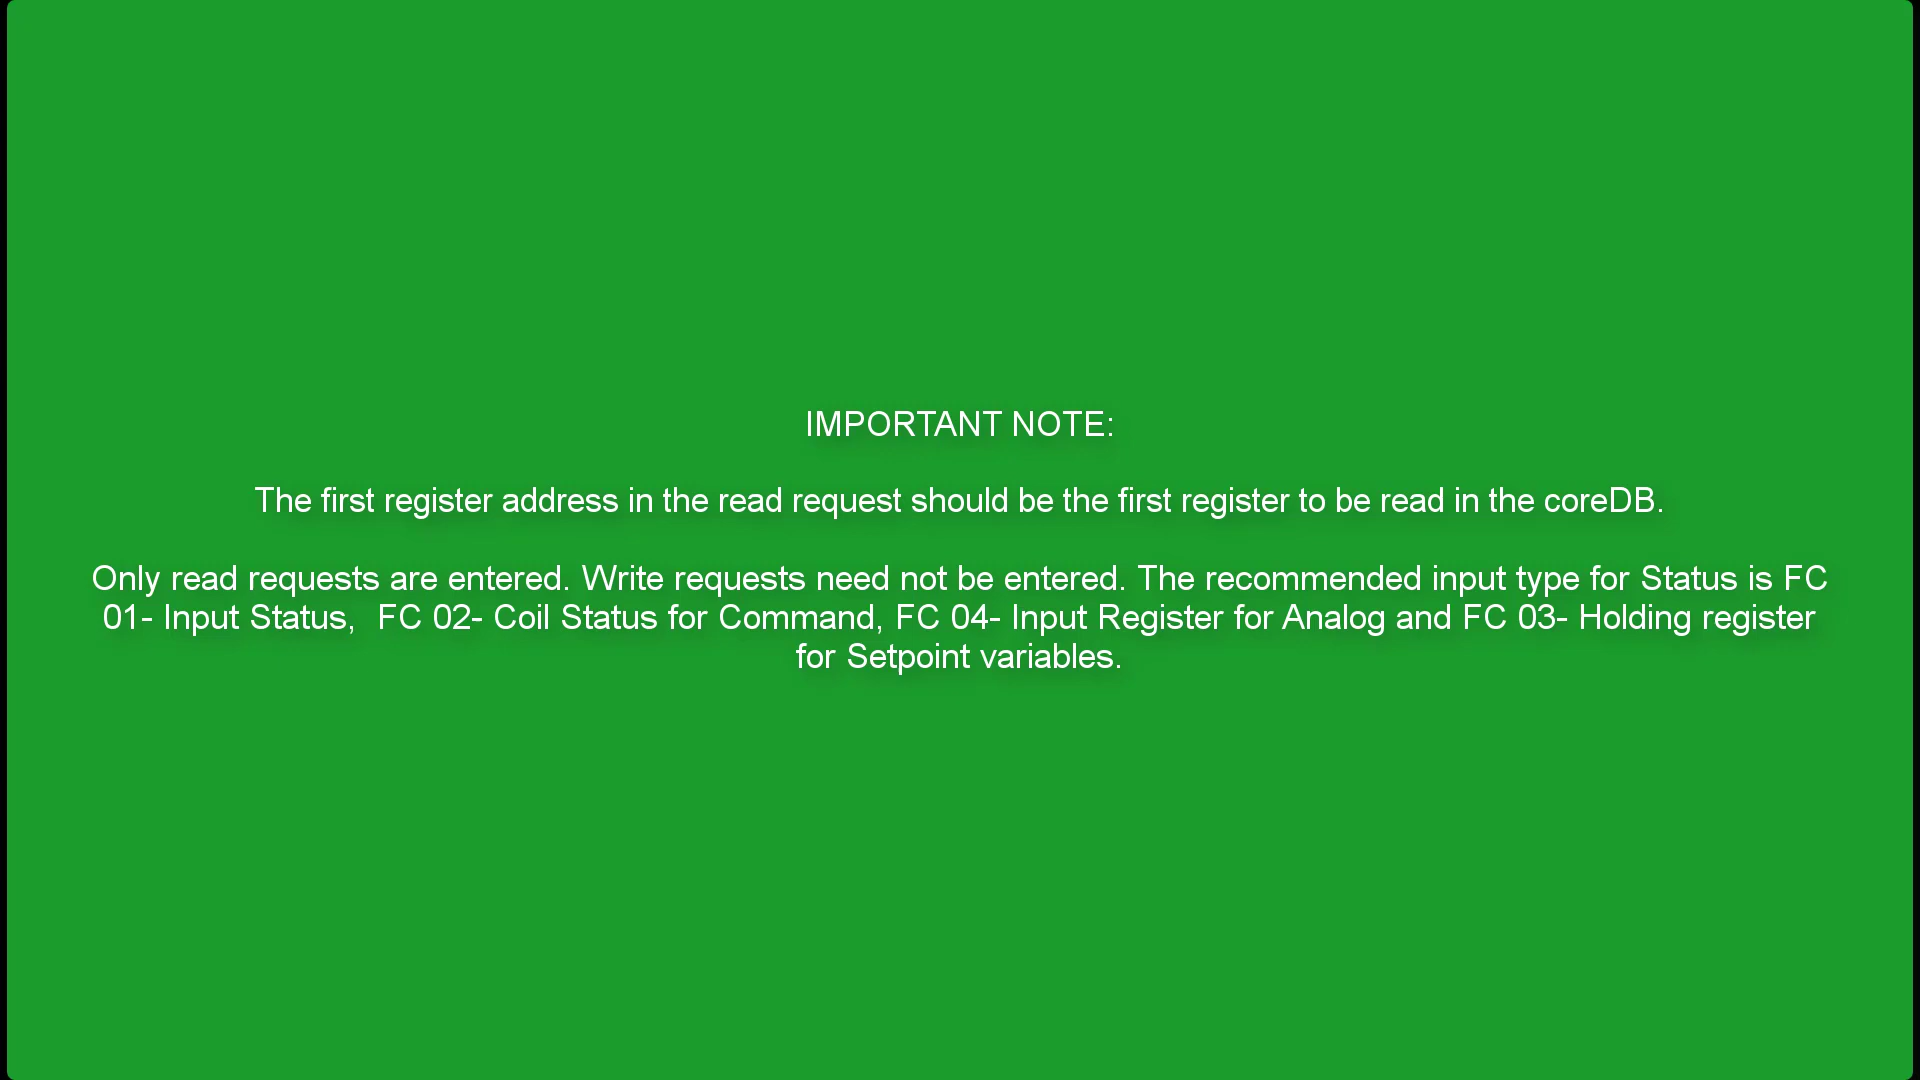 IMPORTANT NOTE:
The first register address in the read request should be the first register to be read in the coreDB.
Only read requests are entered. Write requests need not be entered. The recommended input type for Status is FC
01- Input Status,  FC 02- Coil Status for Command, FC 04- Input Register for Analog and FC 03- Holding register
for Setpoint variables.